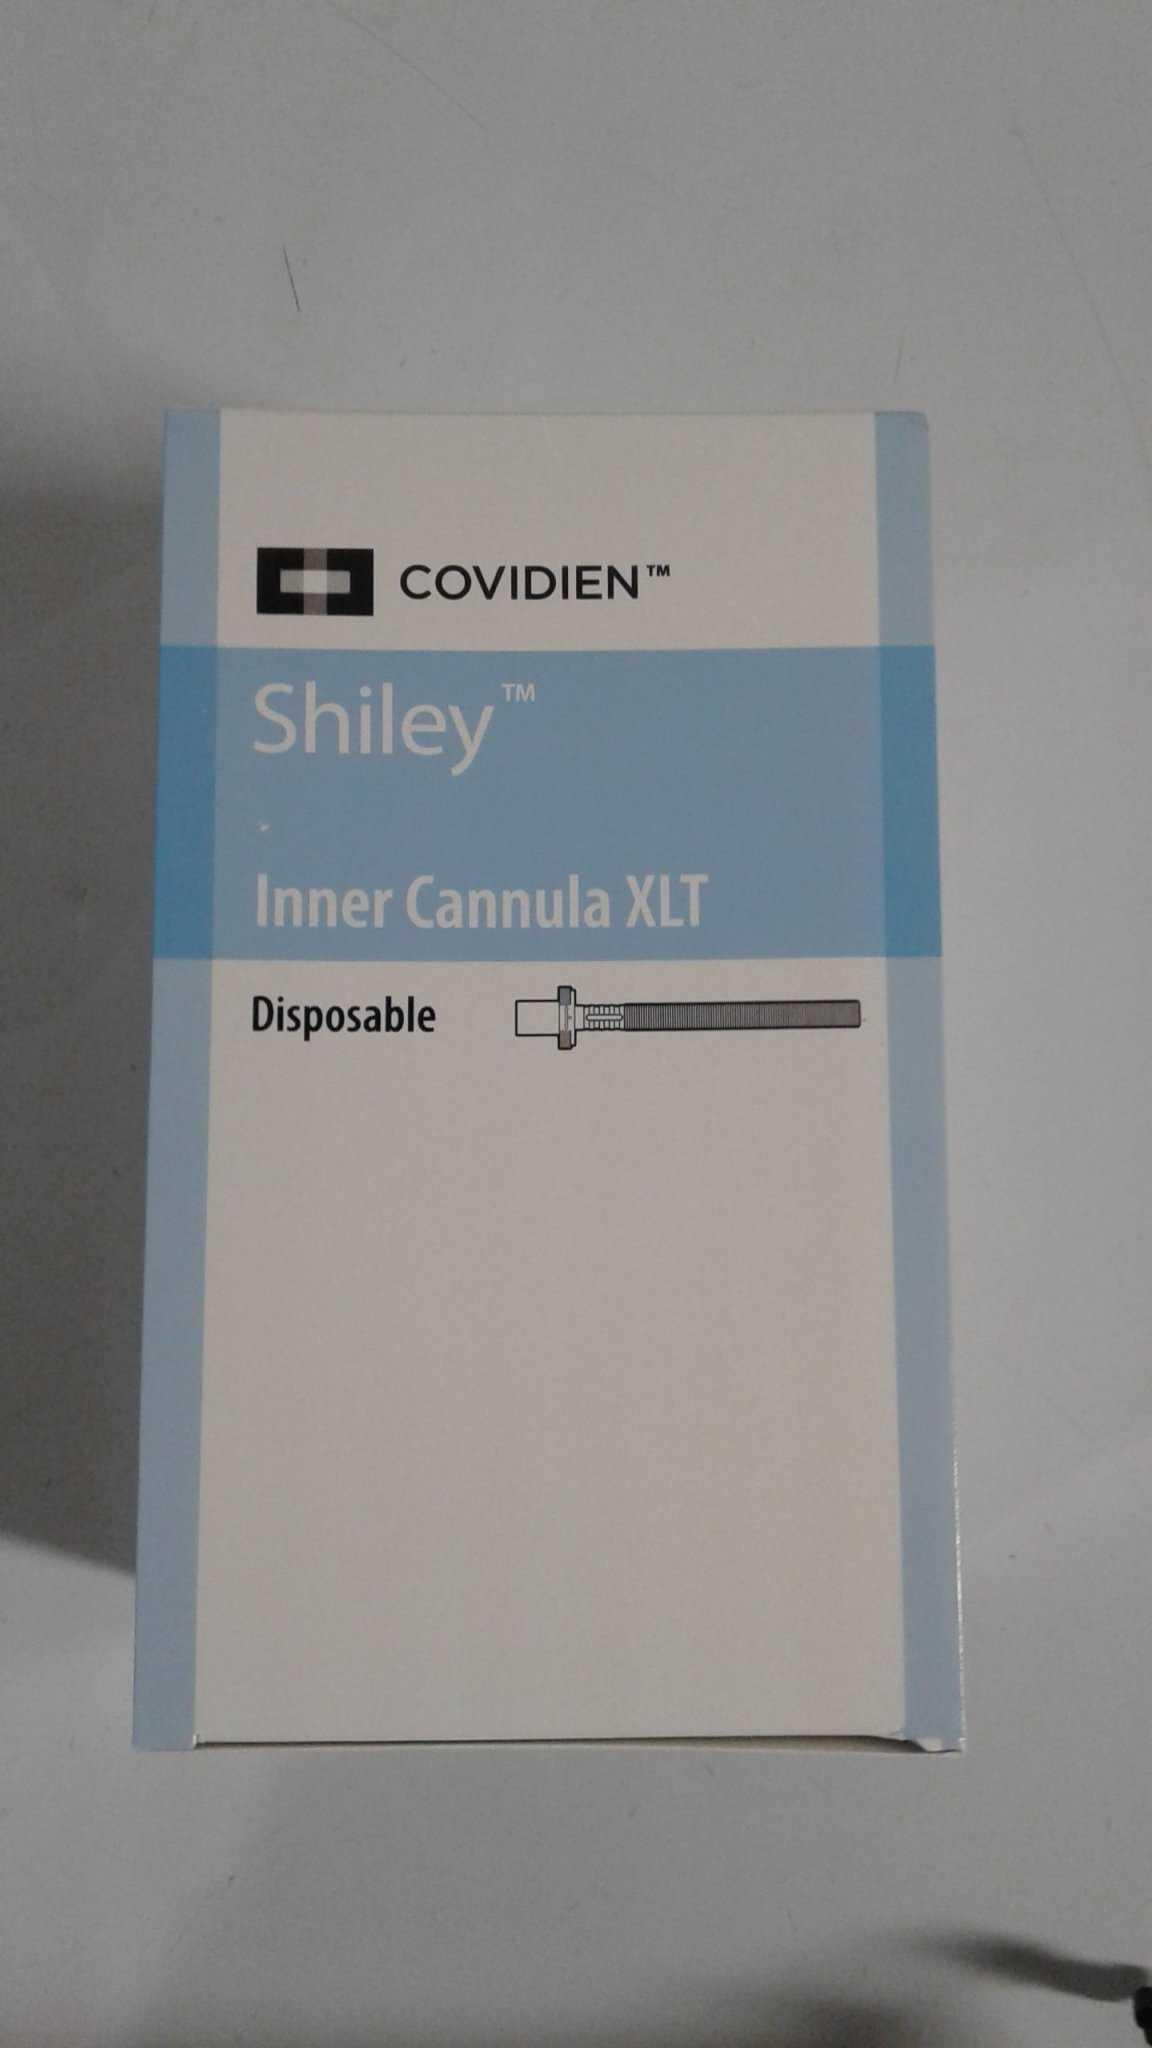 COVIDIEN™
Shiley™
Inner Cannula XLT
Disposable